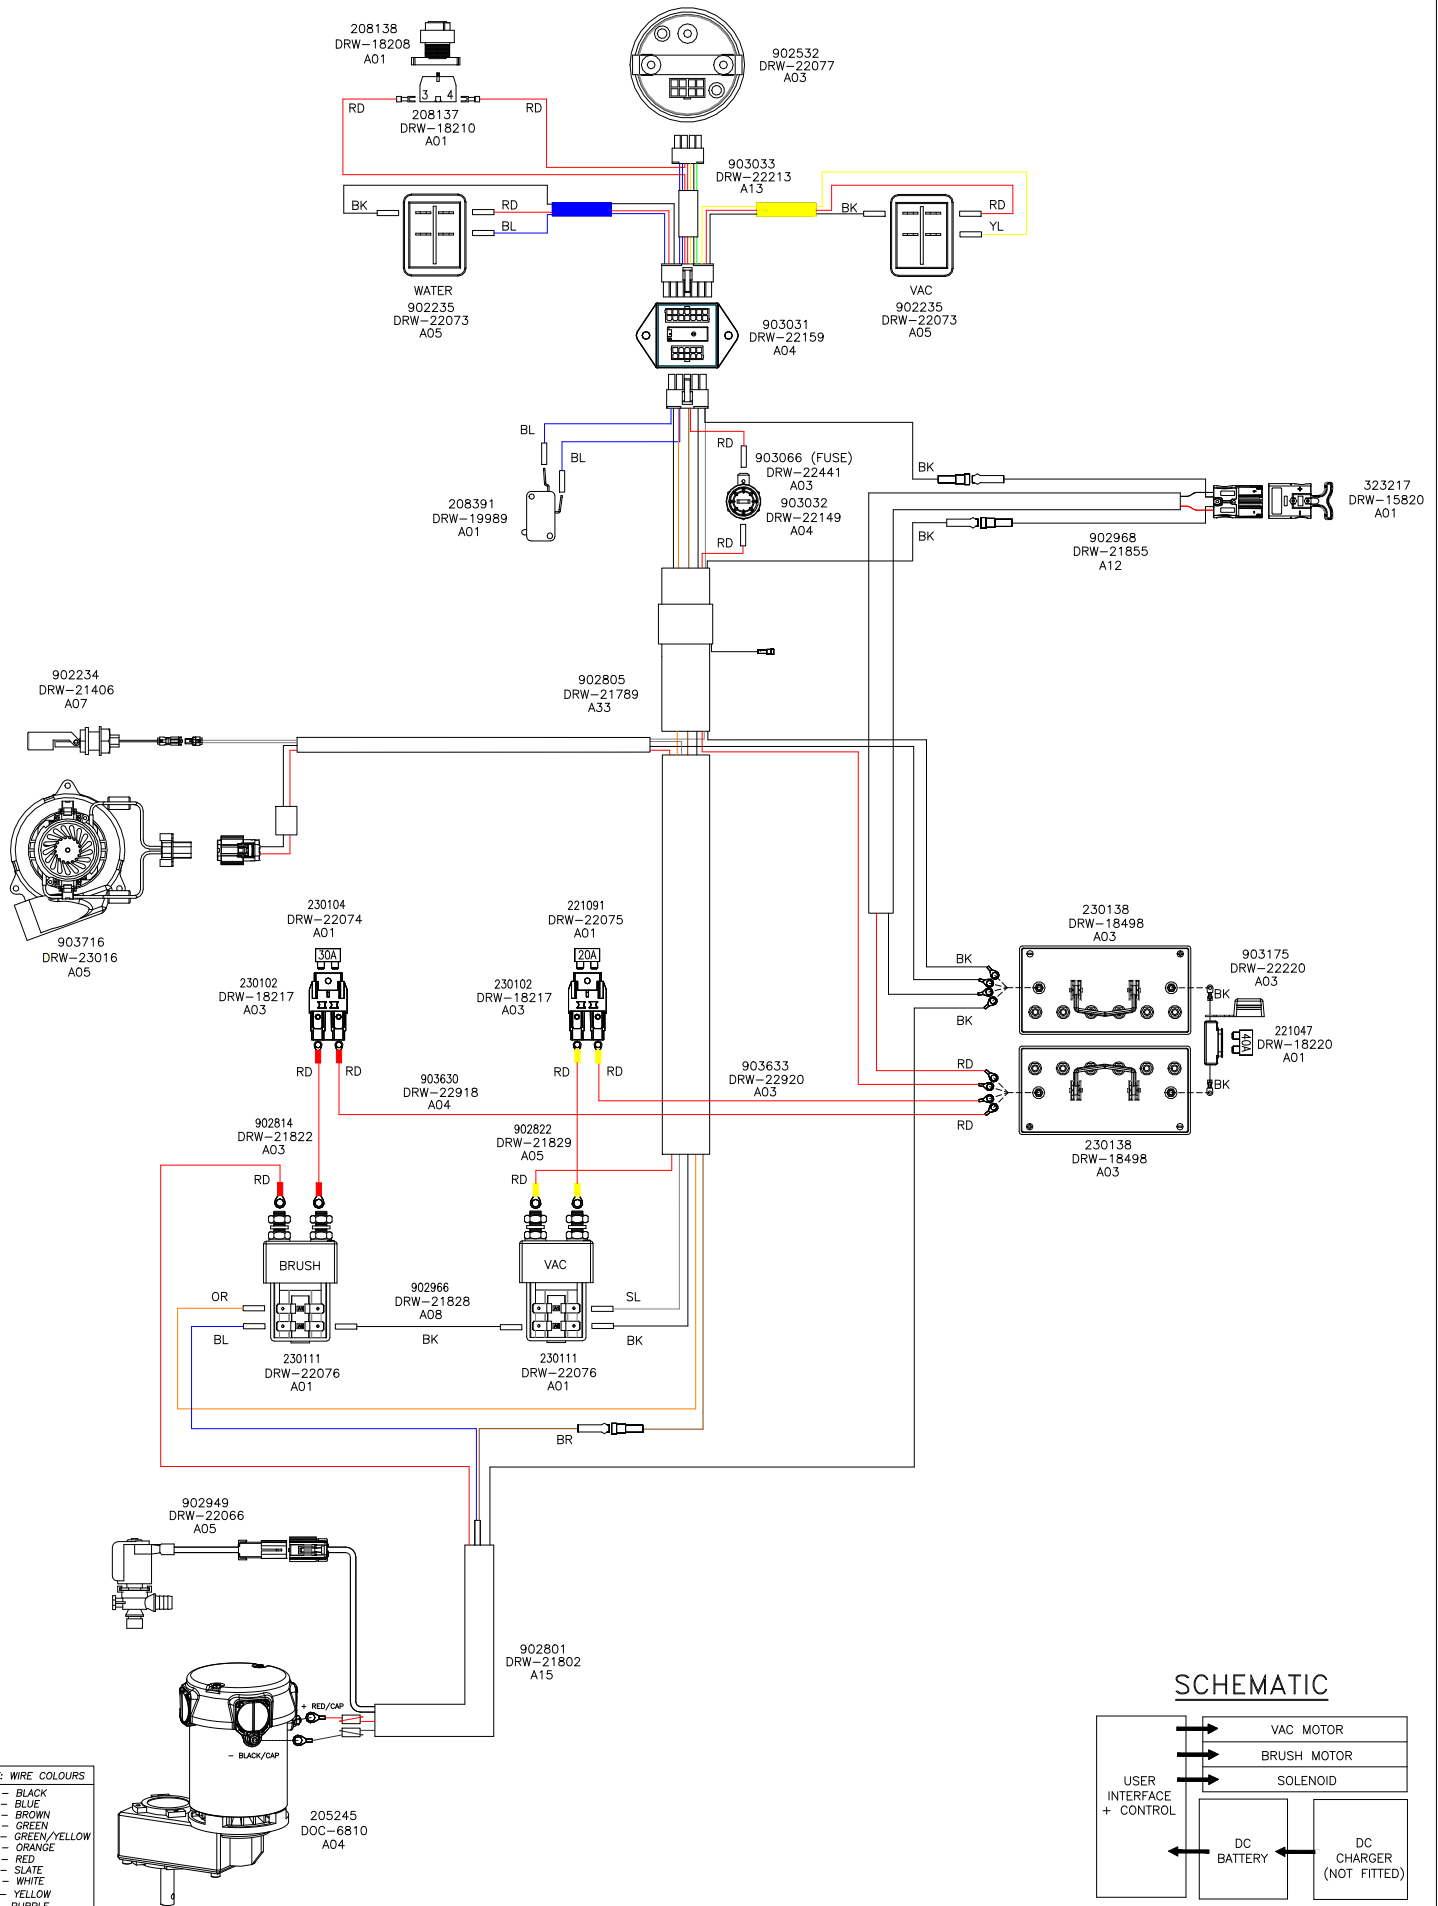 208138
DRW-18208
A01
902532
DRW-22077
A03
RD
3 4
RD
208137
DRW-18210
A01
903033
DRW-22213
A13
BK
RD
BL
BK
RD
YL
WATER
902235
DRW-22073
A05
VAC
902235
DRW-22073
A05
903031
DRW-22159
A04
BL
BL
RD
903066 (FUSE)
DRW-22441
A03
903032
DRW-22149
A04
RD
208391
DRW-19989
A01
BK
BK
323217
DRW-15820
A01
902968
DRW-21855
A12
902234
DRW-21406
A07
902805
DRW-21789
A33
903716
DRW-23016
A05
230104
DRW-22074
A01
30A
230102
DRW-18217
A03
221091
DRW-22075
A01
20A
230102
DRW-18217
A03
230138
DRW-18498
A03
903175
DRW-22220
A03
BK
BK
BK
40A
221047
DRW-18220
A01
BK
RD
RD
RD
RD
RD
RD
903630
DRW-22918
A04
903633
DRW-22920
A03
230138
DRW-18498
A03
902814
DRW-21822
A03
902822
DRW-21829
A05
RD
RD
BRUSH
VAC
OR
BL
902966
DRW-21828
A08
BK
SL
BK
230111
DRW-22076
A01
230111
DRW-22076
A01
BR
902949
DRW-22066
A05
902801
DRW-21802
A15
+ RED/CAP
- BLACK/CAP
205245
DOC-6810
A04
: WIRE COLOURS
- BLACK
- BLUE
- BROWN
- GREEN
- GREEN/YELLOW
- ORANGE
- RED
- SLATE
- WHITE
- YELLOW
PURPLE
SCHEMATIC
USER
INTERFACE
+ CONTROL
VAC MOTOR
BRUSH MOTOR
SOLENOID
DC
BATTERY
DC
CHARGER
(NOT FITTED)